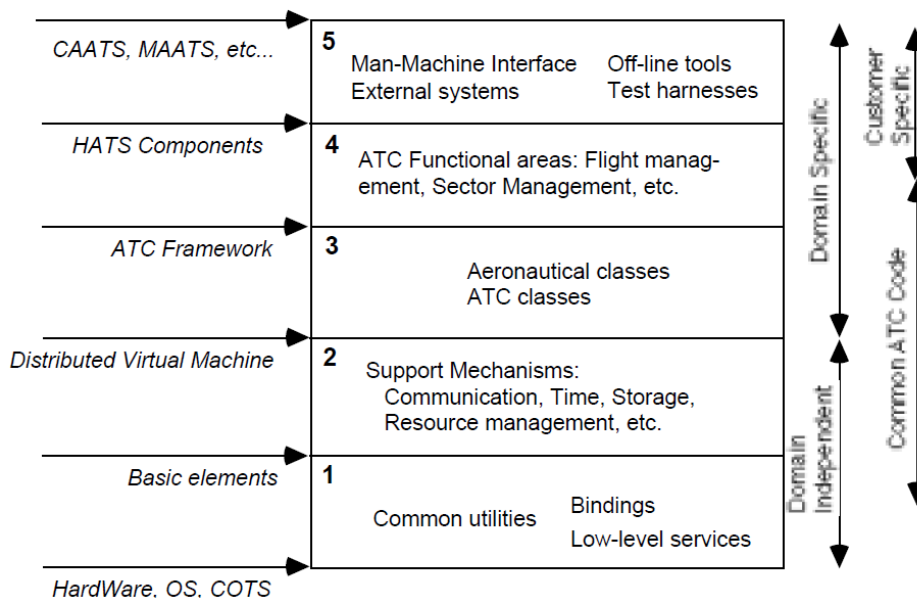 CAATS, MAATS, etc...
HATS Components
ATC Framework
Distributed Virtual Machine
Basic elements
HardWare, OS, COTS
5
Man-Machine Interface
External systems
Off-line tools
Test harnesses
4
ATC Functional areas: Flight manag-
ement, Sector Management, etc.
3
Aeronautical classes
ATC classes
2
Support Mechanisms:
Communication, Time, Storage,
Resource management, etc.
1
Common utilities
Bindings
Low-level services
Domain Specific
Domain
Independent
Customer
Specific
Common ATC Code